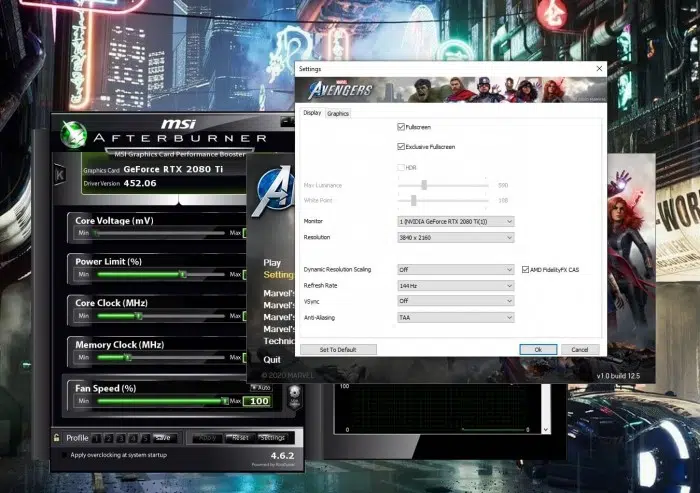 msi
AFTERBURNER
MSI Graphics Card Performance Booster
Graphics Card GeForce RTX 2080 Ti
Driver Version 452.06
Core Voltage (mV)
Min Max
Power Limit (%)
Min Max
Core Clock (MHz)
Min Max
Memory Clock (MHz)
Min Max
Fan Speed (%)
Auto
Min Max 100
Profile 1 2 3 4 5 Save Apply Reset Settings
Apply overclocking at system startup
4.6.2
Powered by RivaTuner
K
Play
Setting
Marvel's
Marvel's
Marvel's
Technic
Quit
© 2020 MARVEL
v1.0 build 12.5
Settings
MARVEL
AVENGERS
© 2020 MARVEL
Display Graphics
Fullscreen
Exclusive Fullscreen
HDR
Max Luminance 500
White Point 100
Monitor 1 (NVIDIA GeForce RTX 2080 Ti(1))
Resolution 3840 x 2160
Dynamic Resolution Scaling Off AMD FidelityFX CAS
Refresh Rate 144 Hz
VSync Off
Anti-Aliasing TAA
Set To Default Ok Cancel
100
0